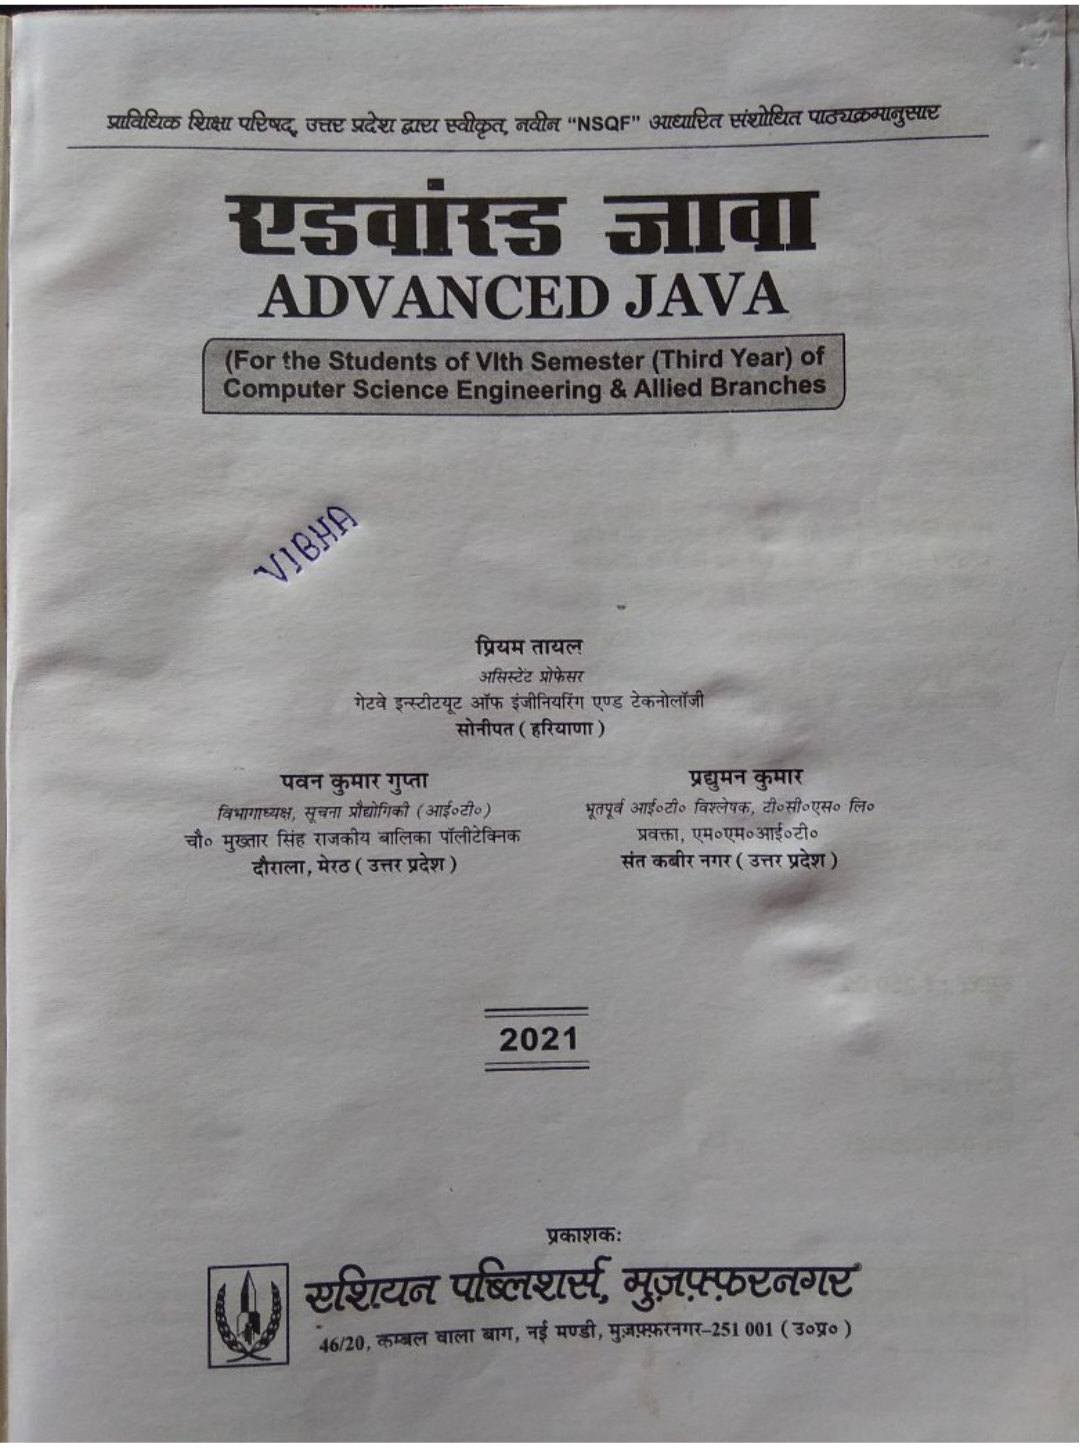 प्राविधिक शिक्षा परिषद्, उत्तर प्रदेश द्वारा स्वीकृत, नवीन “NSQF” आधारित संशोधित पाठ्यक्रमानुसार
एडवांस्ड जावा
ADVANCED JAVA
(For the Students of VIth Semester (Third Year) of
Computer Science Engineering & Allied Branches
VIBHA
प्रियम तायल
असिस्टेंट प्रोफेसर
गेटवे इन्स्टीटयूट ऑफ इंजीनियरिंग एण्ड टेकनोलॉजी
सोनीपत ( हरियाणा )
पवन कुमार गुप्ता
विभागाध्यक्ष, सूचना प्रौद्योगिकी (आई०टी०)
चौ० मुख्तार सिंह राजकीय बालिका पॉलीटेक्निक
दौराला, मेरठ ( उत्तर प्रदेश )
प्रद्युमन कुमार
भूतपूर्व आई०टी० विश्लेषक, टी०सी०एस० लि०
प्रवक्ता, एम०एम०आई०टी०
संत कबीर नगर ( उत्तर प्रदेश )
2021
प्रकाशक:
एशियन पब्लिशर्स, मुज़फ़्फ़रनगर
46/20, कम्बल वाला बाग, नई मण्डी, मुज़फ़्फ़रनगर–251 001 ( उ०प्र० )